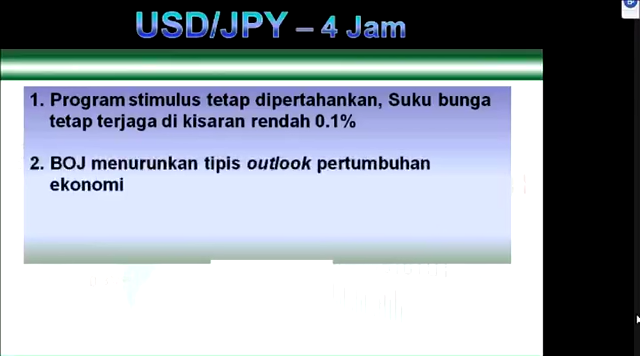 USD/JPY – 4 Jam
1. Program stimulus tetap dipertahankan, Suku bunga
tetap terjaga di kisaran rendah 0.1%
2. BOJ menurunkan tipis outlook pertumbuhan
ekonomi